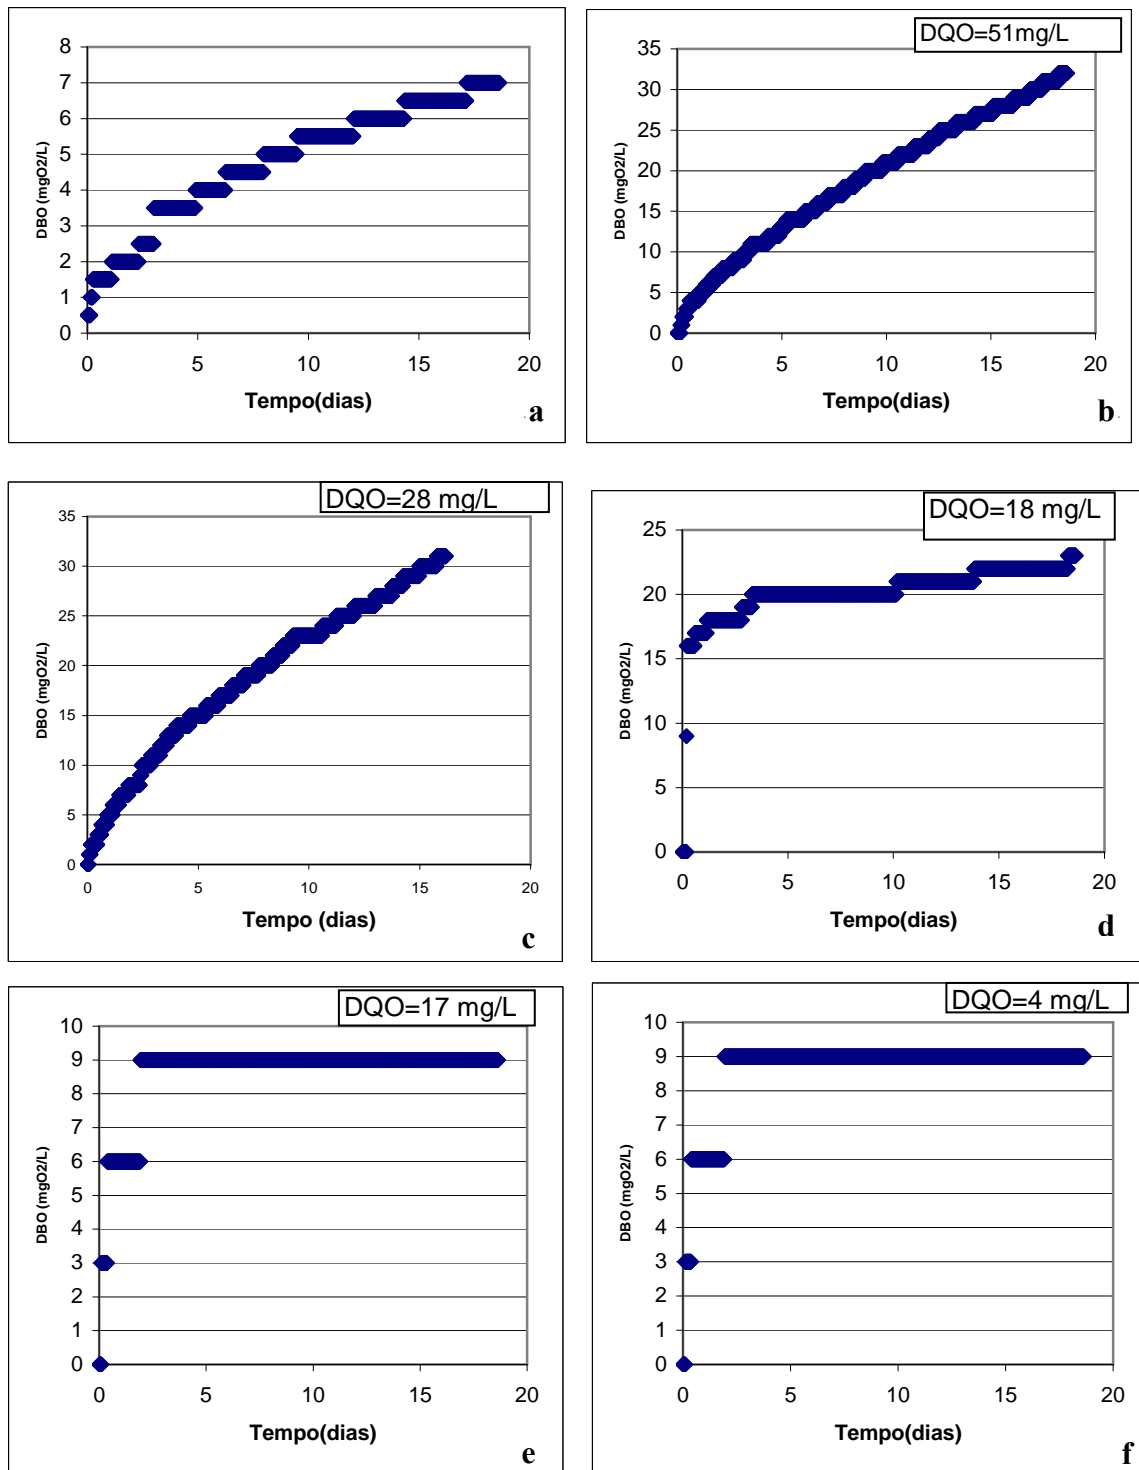 8
7
6
5
4
3
2
1
0
DBO (mgO2/L)
0 5 10 15 20
Tempo(dias)
a
DQO=51mg/L
35
30
25
20
15
10
5
0
DBO (mgO2/L)
0 5 10 15 20
Tempo(dias)
b
DQO=28 mg/L
35
30
25
20
15
10
5
0
DBO (mgO2/L)
0 5 10 15 20
Tempo (dias)
c
DQO=18 mg/L
25
20
15
10
5
0
DBO (mgO2/L)
0 5 10 15 20
Tempo(dias)
d
DQO=17 mg/L
10
9
8
7
6
5
4
3
2
1
0
DBO (mgO2/L)
0 5 10 15 20
Tempo(dias)
e
DQO=4 mg/L
10
9
8
7
6
5
4
3
2
1
0
DBO (mgO2/L)
0 5 10 15 20
Tempo(dias)
f